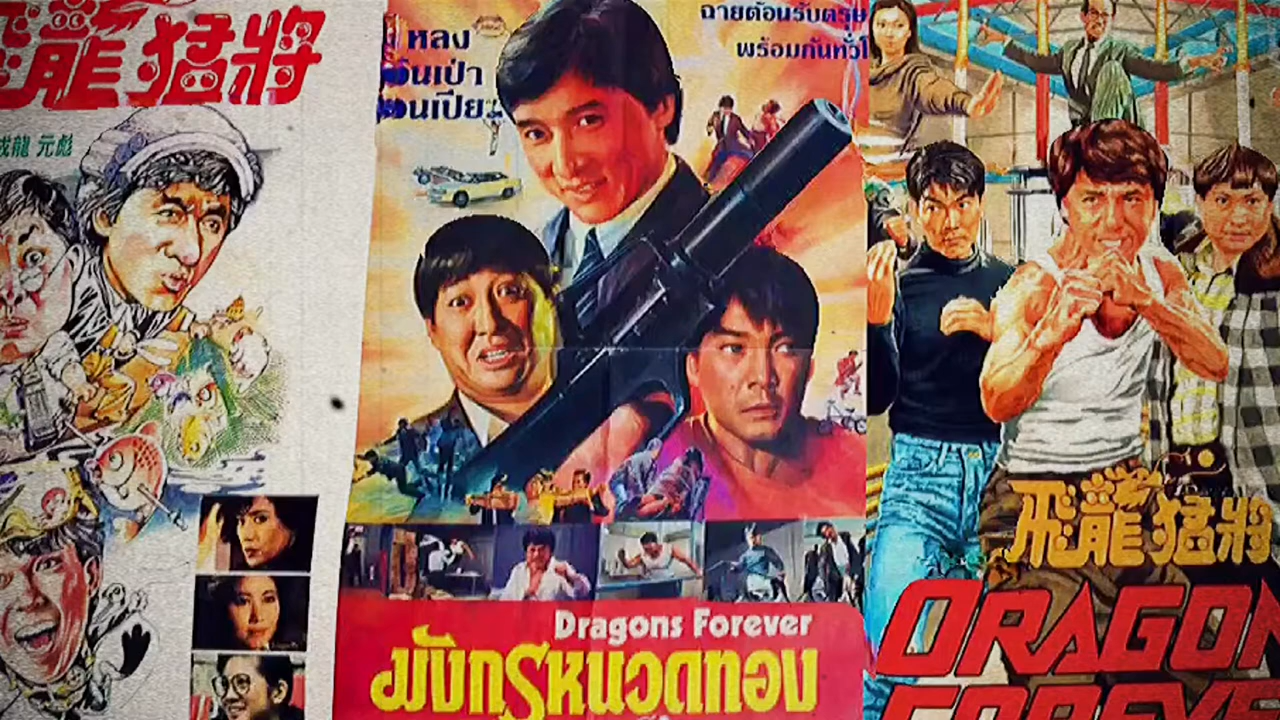 飛龍猛將
成龍 元彪
หลง
ฉายต้อนรับตรุษ
พร้อมกันทั่ว
Dragons Forever
มังกรหนวดทอง
飛龍猛將
DRAGON
FOREVE